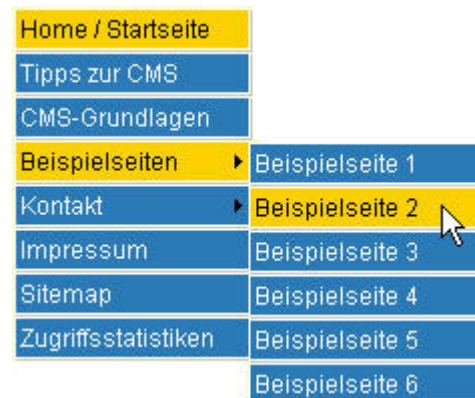 Home / Startseite
Tipps zur CMS
CMS-Grundlagen
Beispielseiten
Kontakt
Impressum
Sitemap
Zugriffsstatistiken
Beispielseite 1
Beispielseite 2
Beispielseite 3
Beispielseite 4
Beispielseite 5
Beispielseite 6